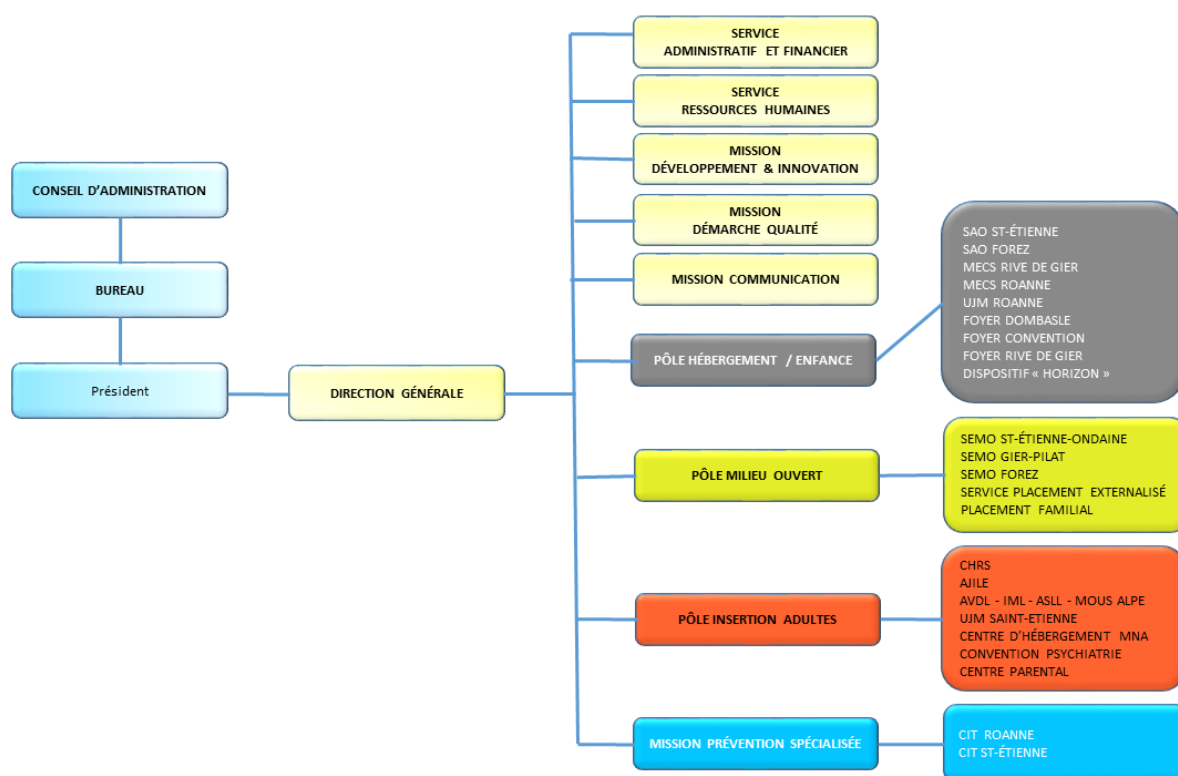 CONSEIL D'ADMINISTRATION
BUREAU
Président
DIRECTION GÉNÉRALE
SERVICE
ADMINISTRATIF ET FINANCIER
SERVICE
RESSOURCES HUMAINES
MISSION
DÉVELOPPEMENT & INNOVATION
MISSION
DÉMARCHE QUALITÉ
MISSION COMMUNICATION
PÔLE HÉBERGEMENT / ENFANCE
SAO ST-ÉTIENNE
SAO FOREZ
MECS RIVE DE GIER
MECS ROANNE
UJM ROANNE
FOYER DOMBASLE
FOYER CONVENTION
FOYER RIVE DE GIER
DISPOSITIF « HORIZON »
PÔLE MILIEU OUVERT
SEMO ST-ÉTIENNE-ONDAINE
SEMO GIER-PILAT
SEMO FOREZ
SERVICE PLACEMENT EXTERNALISÉ
PLACEMENT FAMILIAL
PÔLE INSERTION ADULTES
CHRS
AJILE
AVDL - IML - ASLL - MOUS ALPE
UJM SAINT-ETIENNE
CENTRE D'HÉBERGEMENT MNA
CONVENTION PSYCHIATRIE
CENTRE PARENTAL
MISSION PRÉVENTION SPÉCIALISÉE
CIT ROANNE
CIT ST-ÉTIENNE